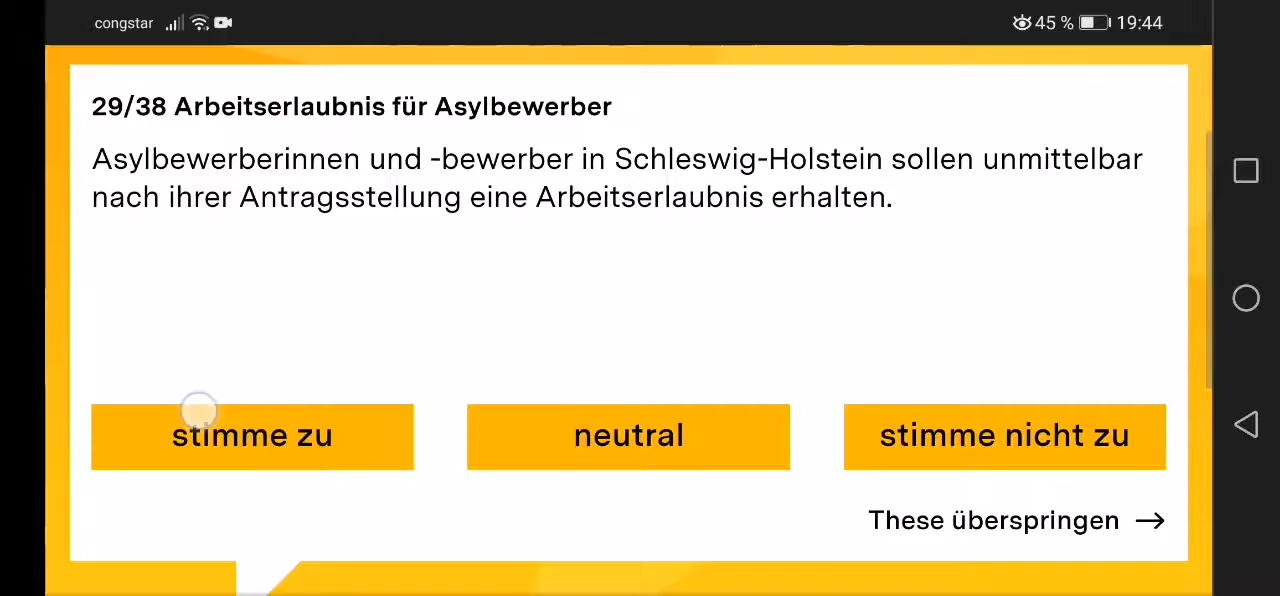 congstar 45 % 19:44
29/38 Arbeitserlaubnis für Asylbewerber
Asylbewerberinnen und -bewerber in Schleswig-Holstein sollen unmittelbar
nach ihrer Antragsstellung eine Arbeitserlaubnis erhalten.
stimme zu neutral stimme nicht zu
These überspringen →